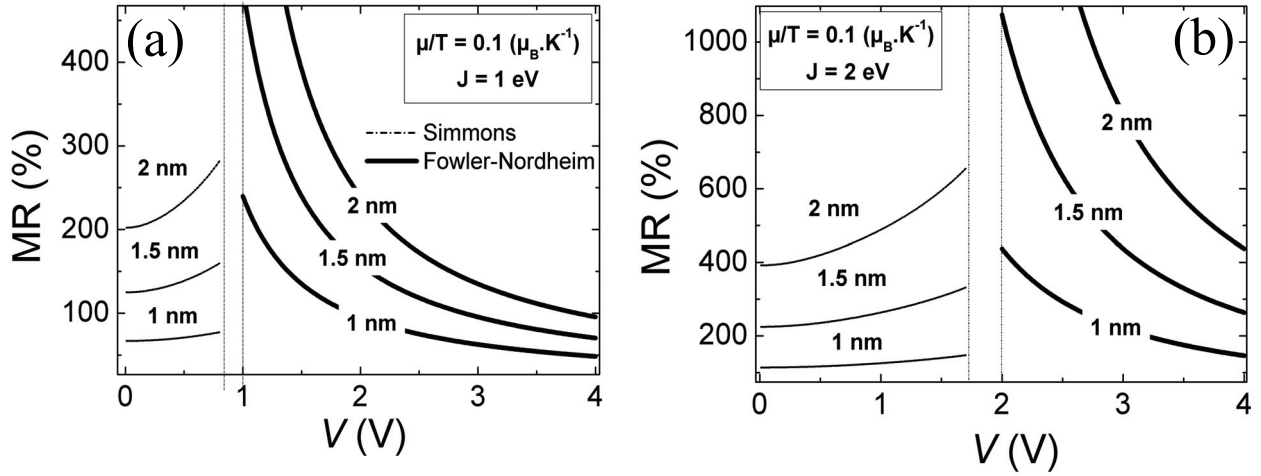 (a)
μ/T = 0.1 (μB.K-1)
J = 1 eV
Simmons
Fowler-Nordheim
400
300
200
100
MR (%)
2 nm
1.5 nm
1 nm
2 nm
1.5 nm
1 nm
0 1 2 3 4
V (V)
(b)
μ/T = 0.1 (μB.K-1)
J = 2 eV
1000
800
600
400
200
MR (%)
2 nm
1.5 nm
1 nm
2 nm
1.5 nm
1 nm
0 1 2 3 4
V (V)